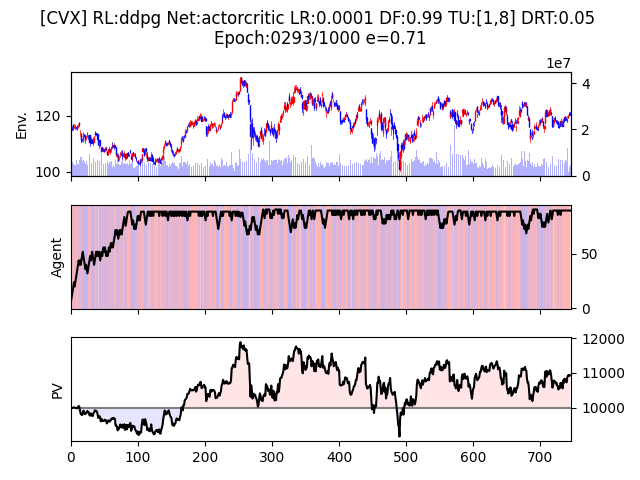 [CVX] RL:ddpg Net:actorcritic LR:0.0001 DF:0.99 TU:[1,8] DRT:0.05
Epoch:0293/1000 e=0.71
1e7
Env.
120
100
4
2
0
Agent
50
0
PV
12000
11000
10000
0 100 200 300 400 500 600 700